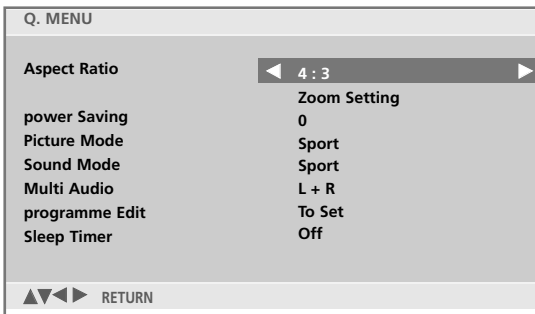 Q. MENU
Aspect Ratio ◀ 4 : 3 ▶
Zoom Setting
power Saving 0
Picture Mode Sport
Sound Mode Sport
Multi Audio L + R
programme Edit To Set
Sleep Timer Off
▲▼◀ ▶ RETURN